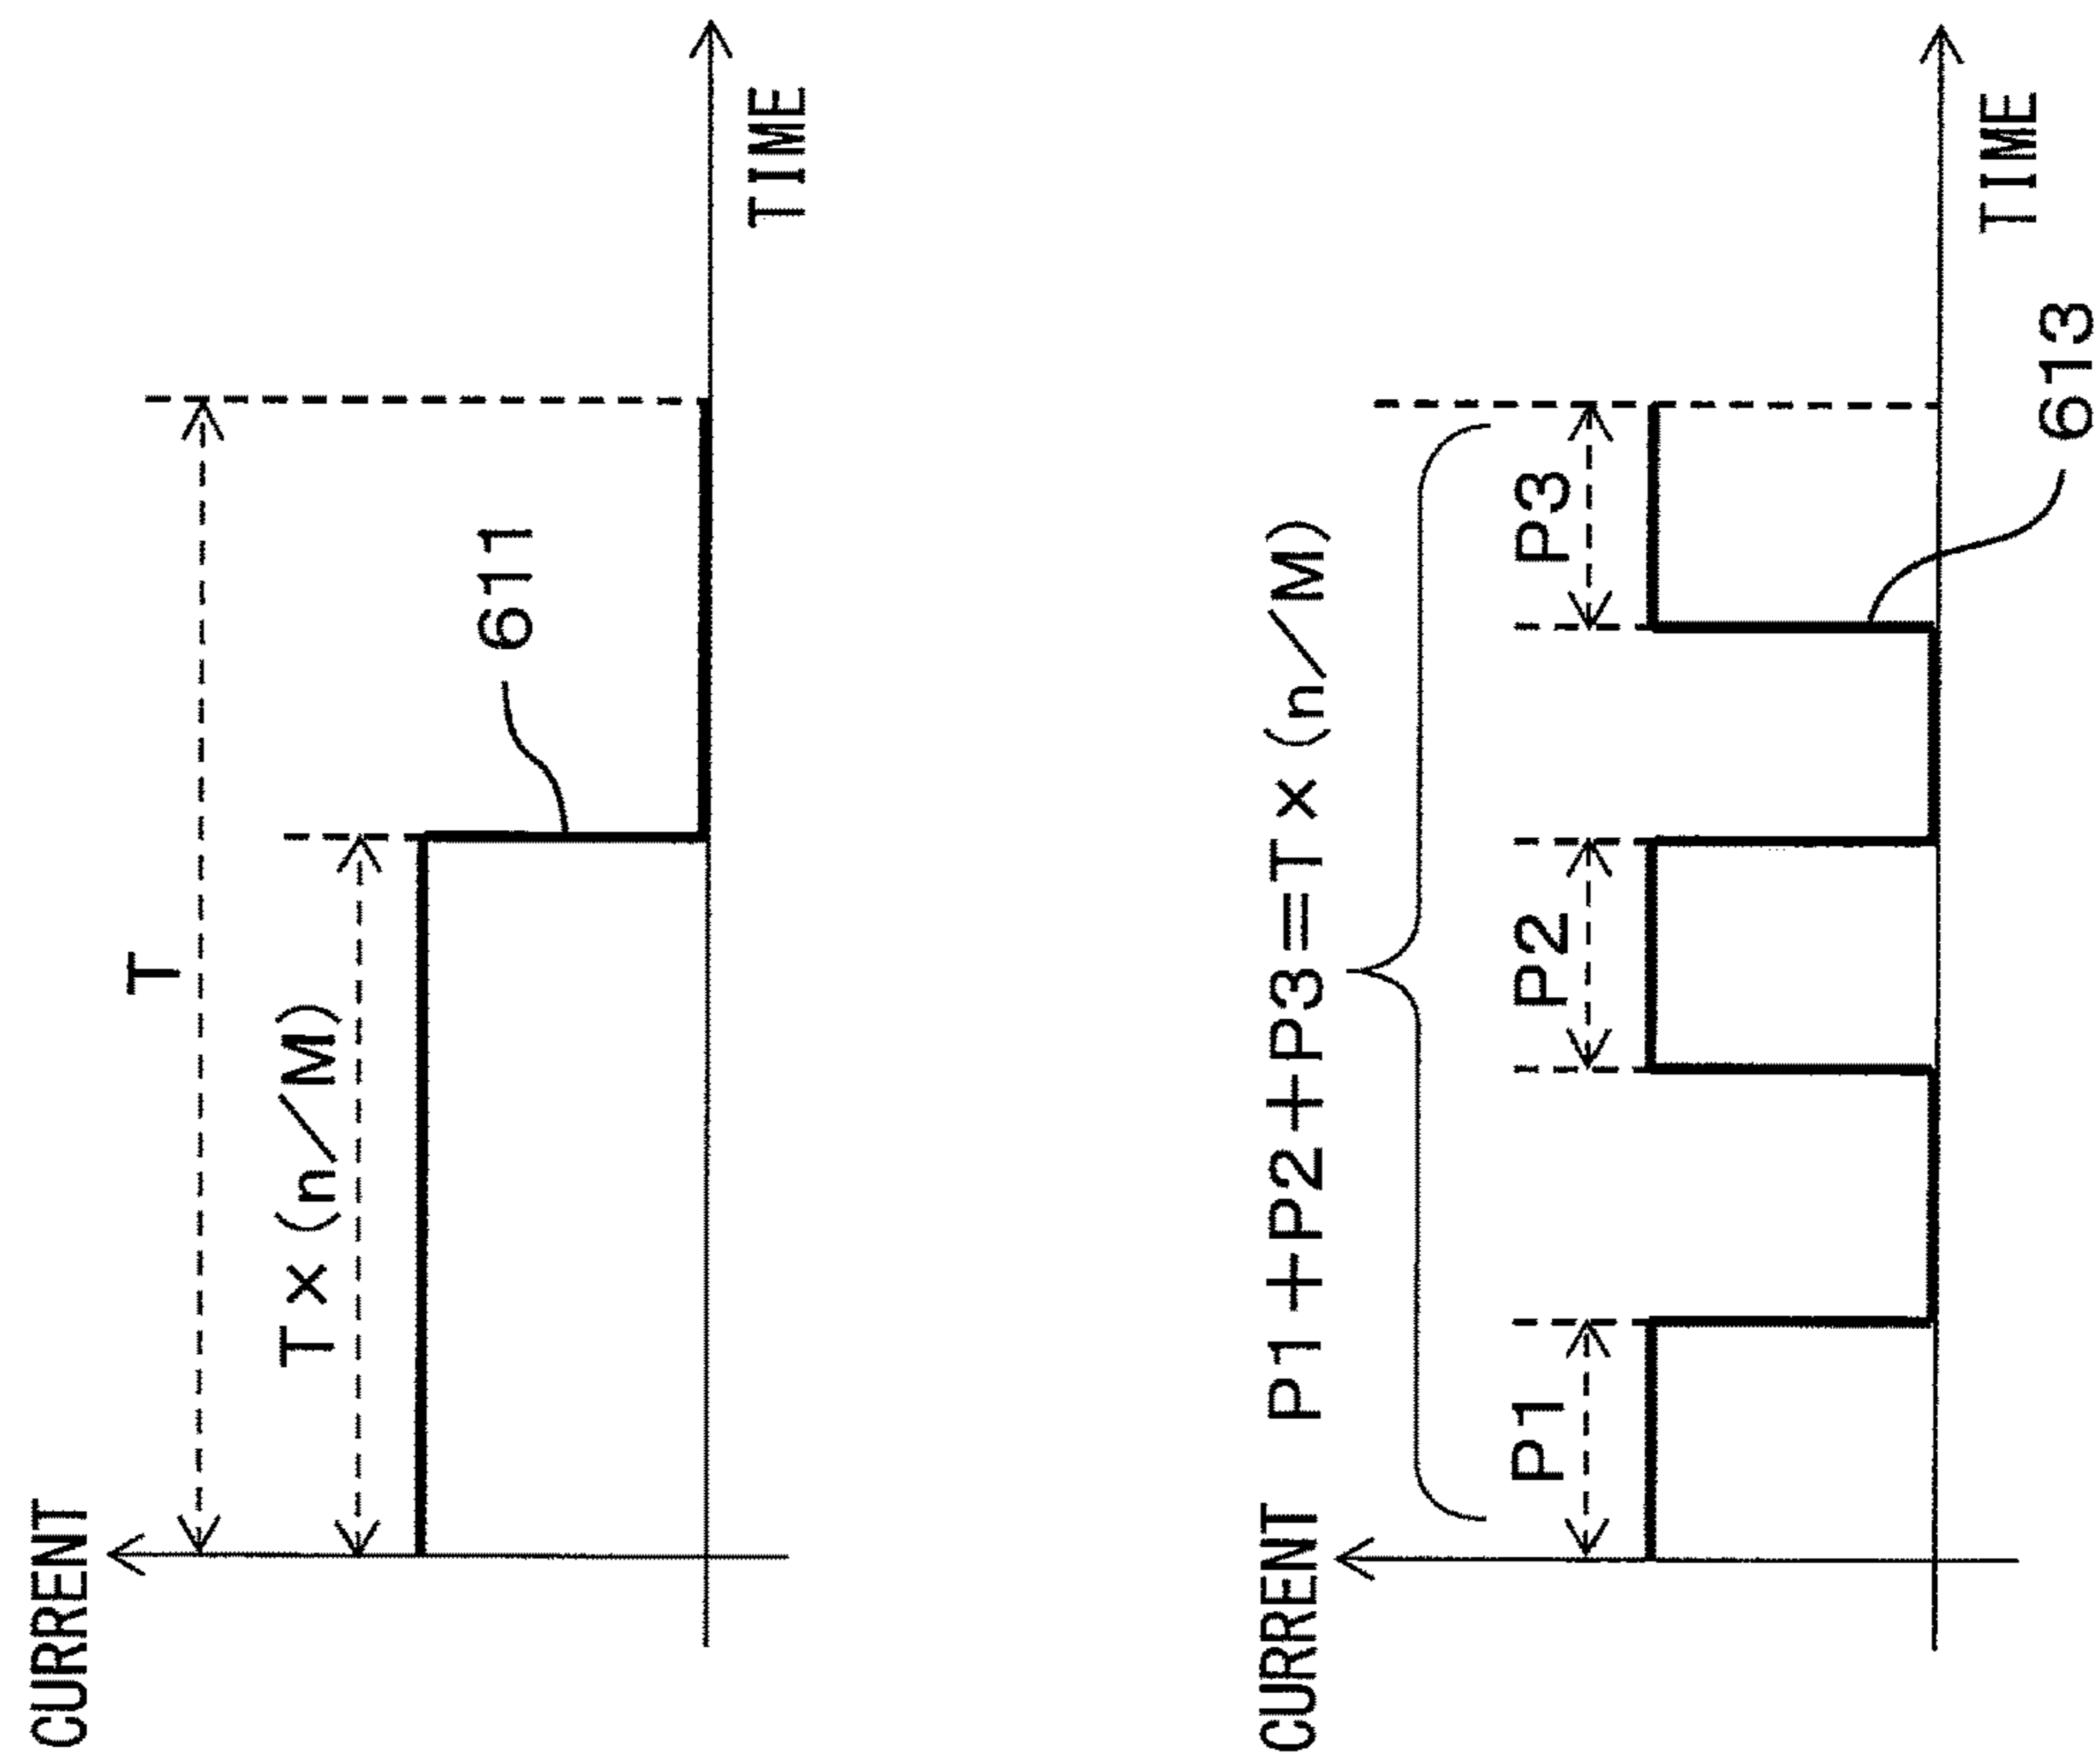 CURRENT
T
T×(n/M)
611
TIME
CURRENT
P1+P2+P3=T×(n/M)
P1
P2
P3
TIME
613